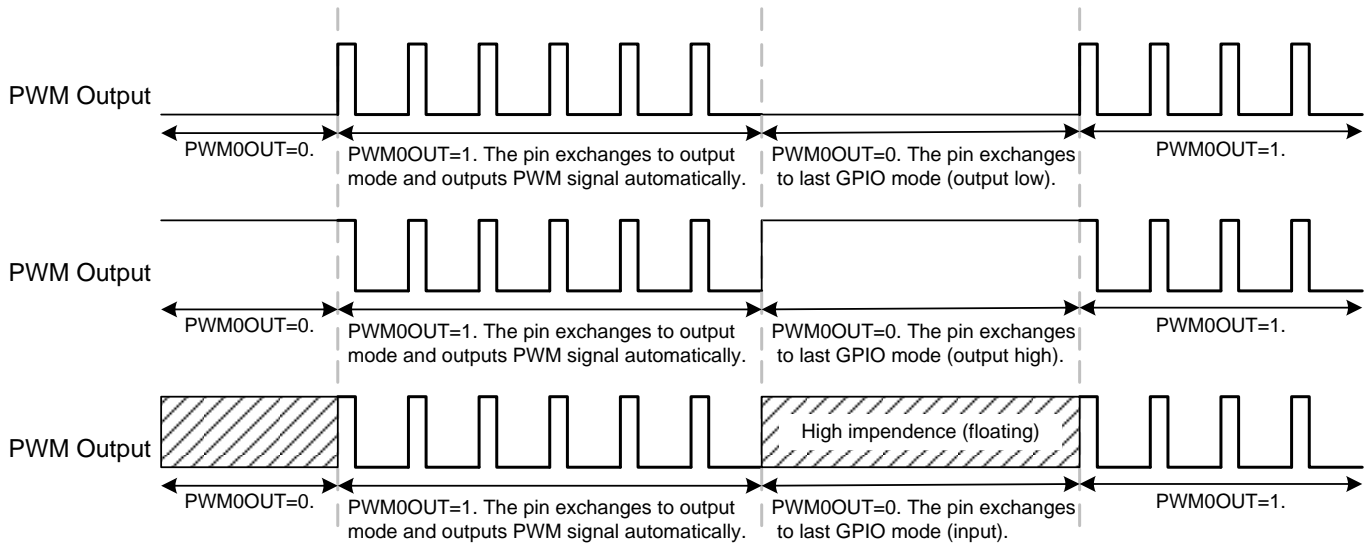 PWM Output
PWM0OUT=0.
PWM0OUT=1. The pin exchanges to output
mode and outputs PWM signal automatically.
PWM0OUT=0. The pin exchanges
to last GPIO mode (output low).
PWM0OUT=1.
PWM Output
PWM0OUT=0.
PWM0OUT=1. The pin exchanges to output
mode and outputs PWM signal automatically.
PWM0OUT=0. The pin exchanges
to last GPIO mode (output high).
PWM0OUT=1.
PWM Output
High impendence (floating)
PWM0OUT=0.
PWM0OUT=1. The pin exchanges to output
mode and outputs PWM signal automatically.
PWM0OUT=0. The pin exchanges
to last GPIO mode (input).
PWM0OUT=1.